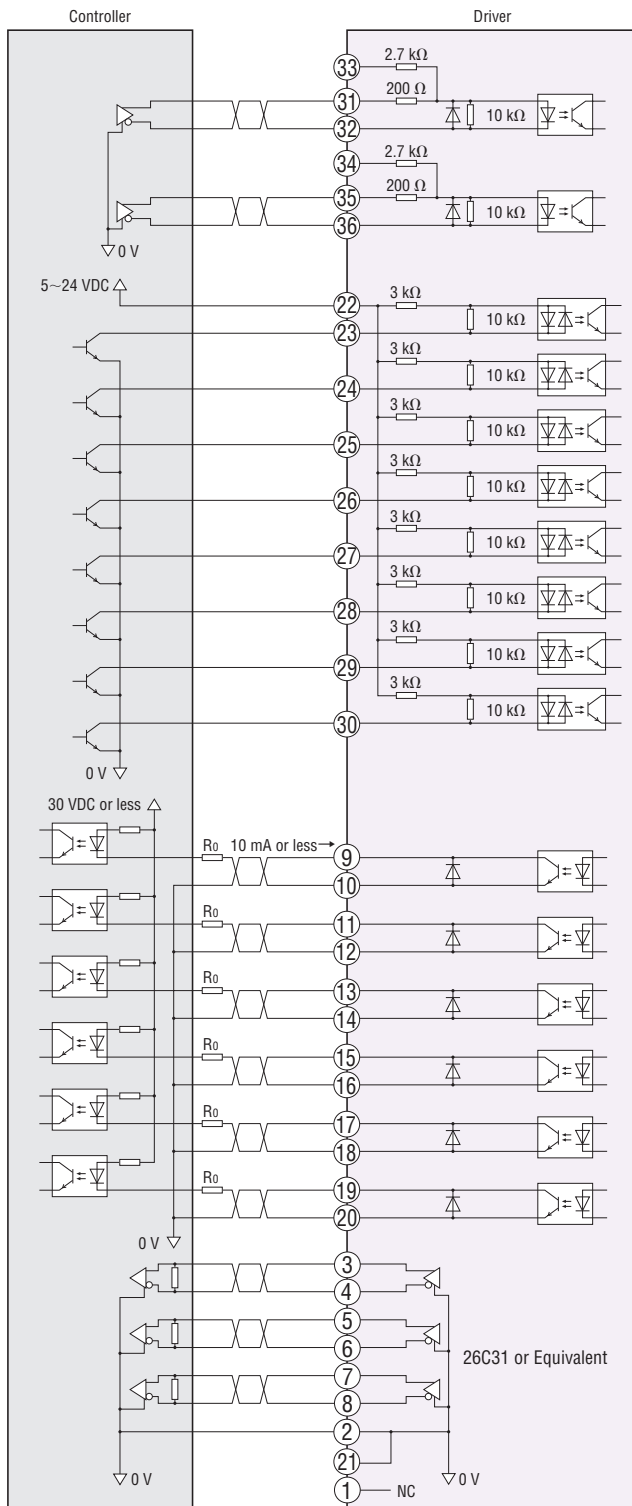 Controller
Driver
33
2.7 kΩ
31
200 Ω
32
10 kΩ
34
2.7 kΩ
35
200 Ω
36
10 kΩ
0 V
5~24 VDC
22
3 kΩ
23
10 kΩ
3 kΩ
24
10 kΩ
3 kΩ
25
10 kΩ
3 kΩ
26
10 kΩ
3 kΩ
27
10 kΩ
3 kΩ
28
10 kΩ
3 kΩ
29
10 kΩ
3 kΩ
30
10 kΩ
0 V
30 VDC or less
R0
10 mA or less
9
10
R0
11
12
R0
13
14
R0
15
16
R0
17
18
R0
19
20
0 V
3
4
5
6
26C31 or Equivalent
7
8
2
21
0 V
0 V
1
NC